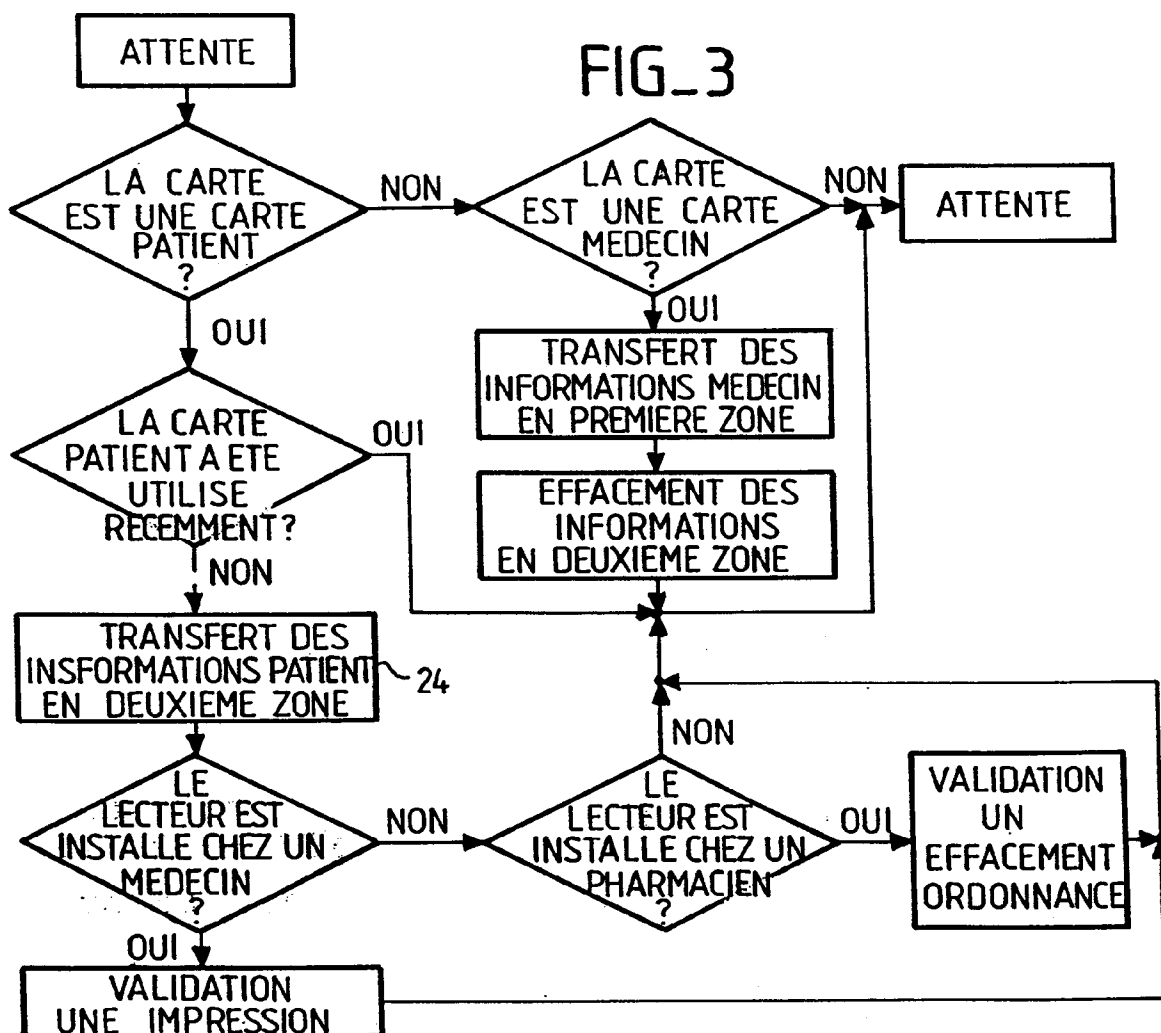 ATTENTE
FIG_3
LA CARTE
EST UNE CARTE
PATIENT
?
NON
LA CARTE
EST UNE CARTE
MEDECIN
?
NON
ATTENTE
OUI
OUI
TRANSFERT DES
INFORMATIONS MEDECIN
EN PREMIERE ZONE
LA CARTE
PATIENT A ETE
UTILISE
RECEMMENT?
OUI
EFFACEMENT DES
INFORMATIONS
EN DEUXIEME ZONE
NON
TRANSFERT DES
INSFORMATIONS PATIENT
EN DEUXIEME ZONE
24
NON
LE
LECTEUR EST
INSTALLE CHEZ UN
MEDECIN
?
NON
LE
LECTEUR EST
INSTALLE CHEZ UN
PHARMACIEN
?
OUI
VALIDATION
UN
EFFACEMENT
ORDONNANCE
OUI
VALIDATION
UNE IMPRESSION